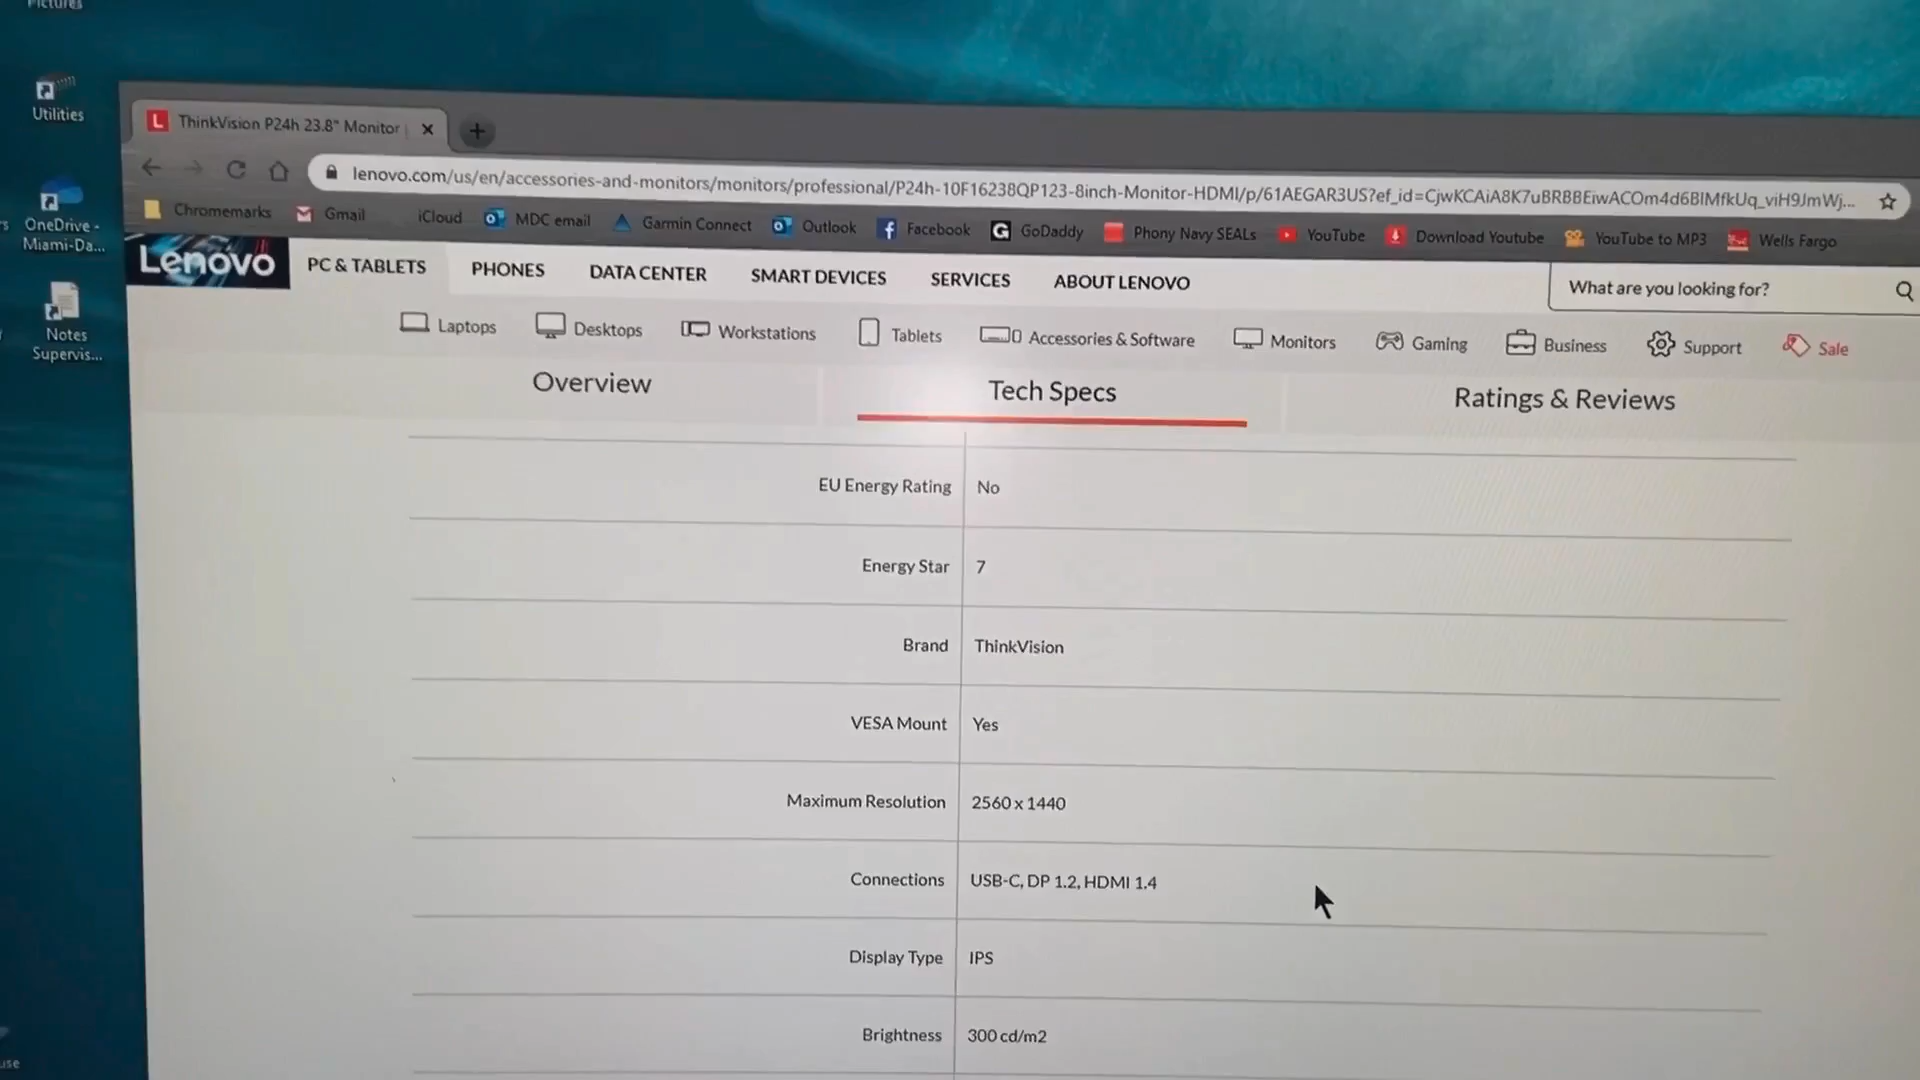 Pictures
Utilities
OneDrive -
Miami-Da...
Notes
Supervis...
ThinkVision P24h 23.8" Monitor
lenovo.com/us/en/accessories-and-monitors/monitors/professional/P24h-10F16238QP123-8inch-Monitor-HDMI/p/61AEGAR3US?ef_id=CjwKCAiA8K7uBRBBEiwACOm4d6BlMfkUq_viH9JmWj...
Chromemarks Gmail iCloud MDC email Garmin Connect Outlook Facebook GoDaddy Phony Navy SEALs YouTube Download Youtube YouTube to MP3 Wells Fargo
Lenovo PC & TABLETS PHONES DATA CENTER SMART DEVICES SERVICES ABOUT LENOVO What are you looking for?
Laptops Desktops Workstations Tablets Accessories & Software Monitors Gaming Business Support Sale
Overview Tech Specs Ratings & Reviews
EU Energy Rating No
Energy Star 7
Brand ThinkVision
VESA Mount Yes
Maximum Resolution 2560 x 1440
Connections USB-C, DP 1.2, HDMI 1.4
Display Type IPS
Brightness 300 cd/m2